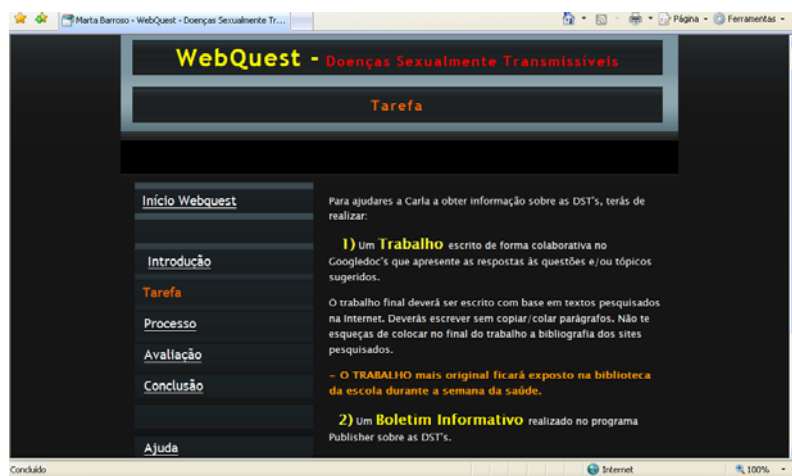 Marta Barroso - WebQuest - Doenças Sexualmente Tr...
Página
Ferramentas
WebQuest - Doenças Sexualmente Transmissíveis
Tarefa
Início Webquest
Introdução
Tarefa
Processo
Avaliação
Conclusão
Ajuda
Para ajudares a Carla a obter informação sobre as DST's, terás de
realizar:
1) Um Trabalho escrito de forma colaborativa no
Googledoc's que apresente as respostas às questões e/ou tópicos
sugeridos.
O trabalho final deverá ser escrito com base em textos pesquisados
na Internet. Deverás escrever sem copiar/colar parágrafos. Não te
esqueças de colocar no final do trabalho a bibliografia dos sites
pesquisados.
- O TRABALHO mais original ficará exposto na biblioteca
da escola durante a semana da saúde.
2) Um Boletim Informativo realizado no programa
Publisher sobre as DST's.
Concluído
Internet
100%